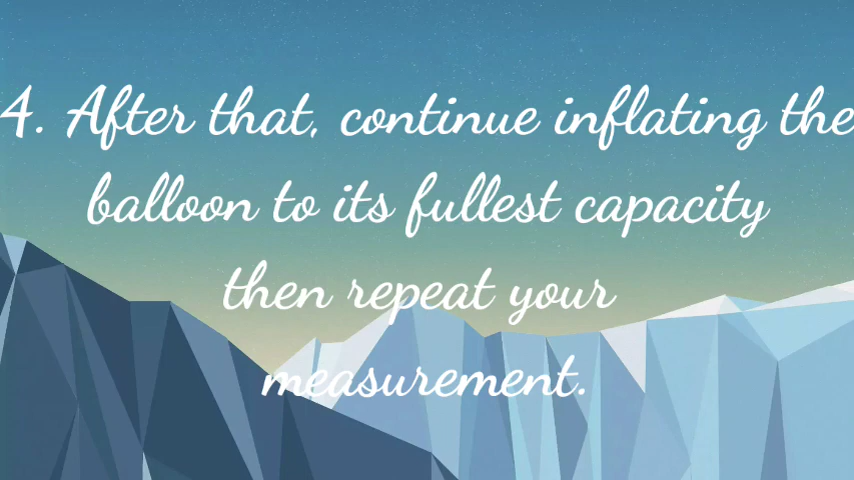 4. After that, continue inflating the
balloon to its fullest capacity
then repeat your
measurement.